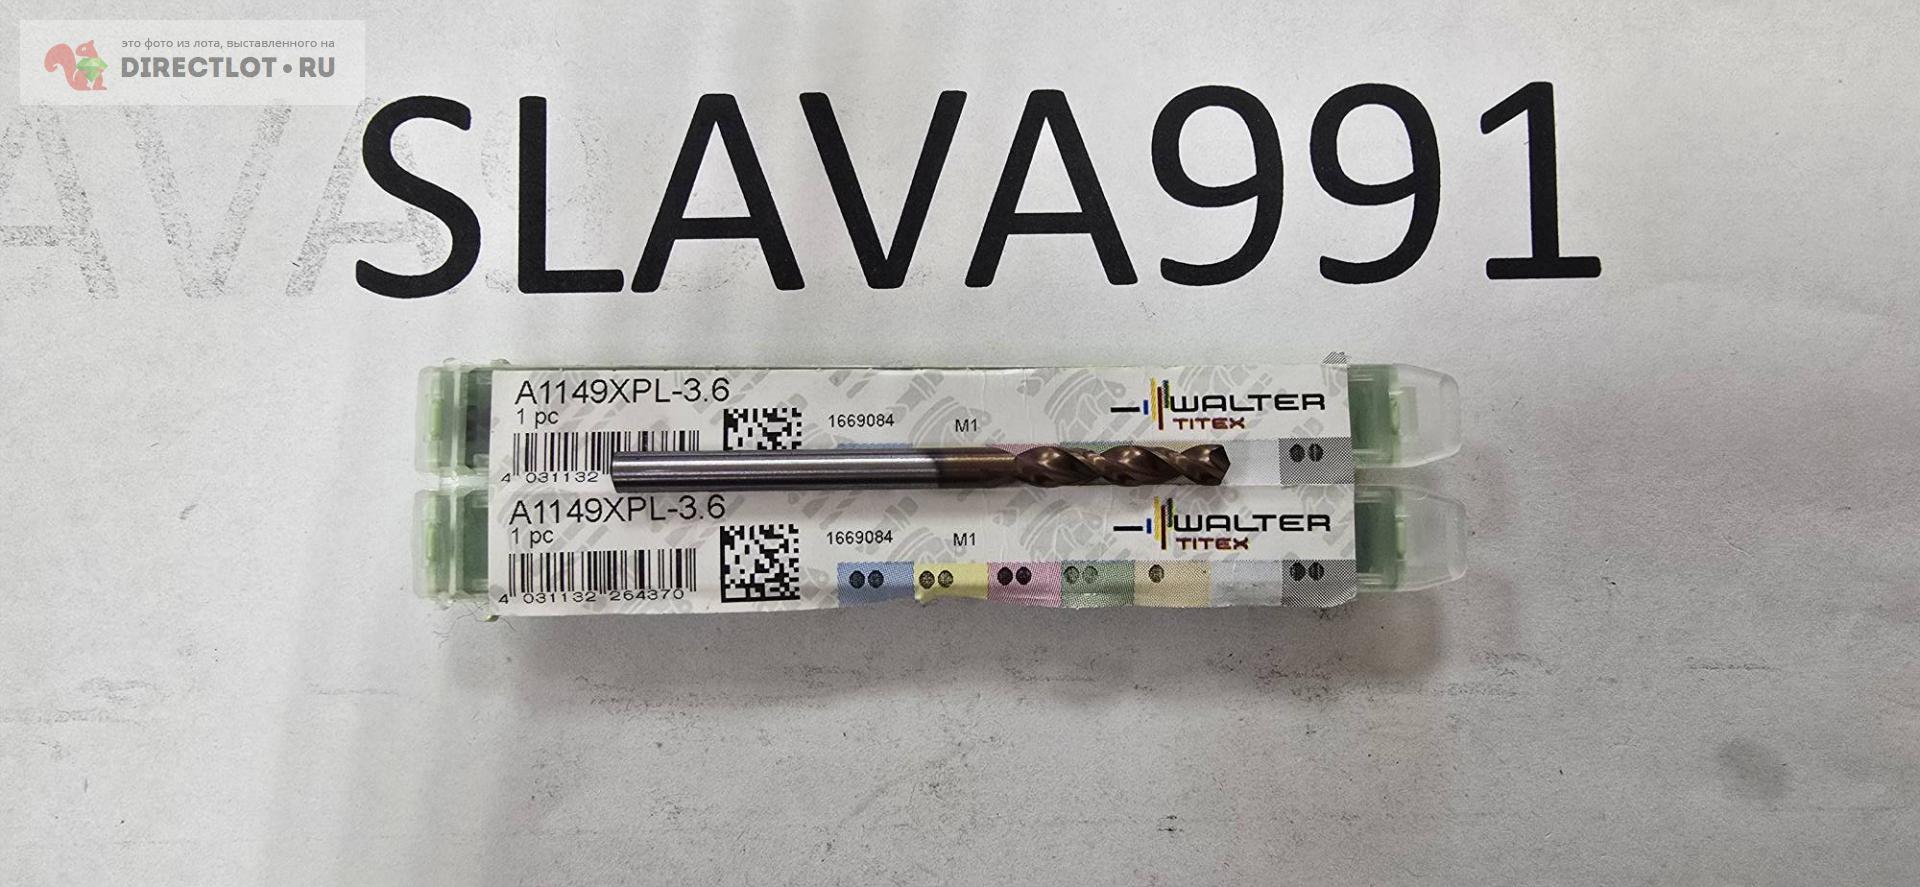 это фото из лота, выставленного на
DIRECTLOT•RU
SLAVA991
A1149XPL-3.6
1 pc
1669084
M1
WALTER
TITEX
4 031132
A1149XPL-3.6
1 pc
1669084
M1
WALTER
TITEX
4 031132 264370